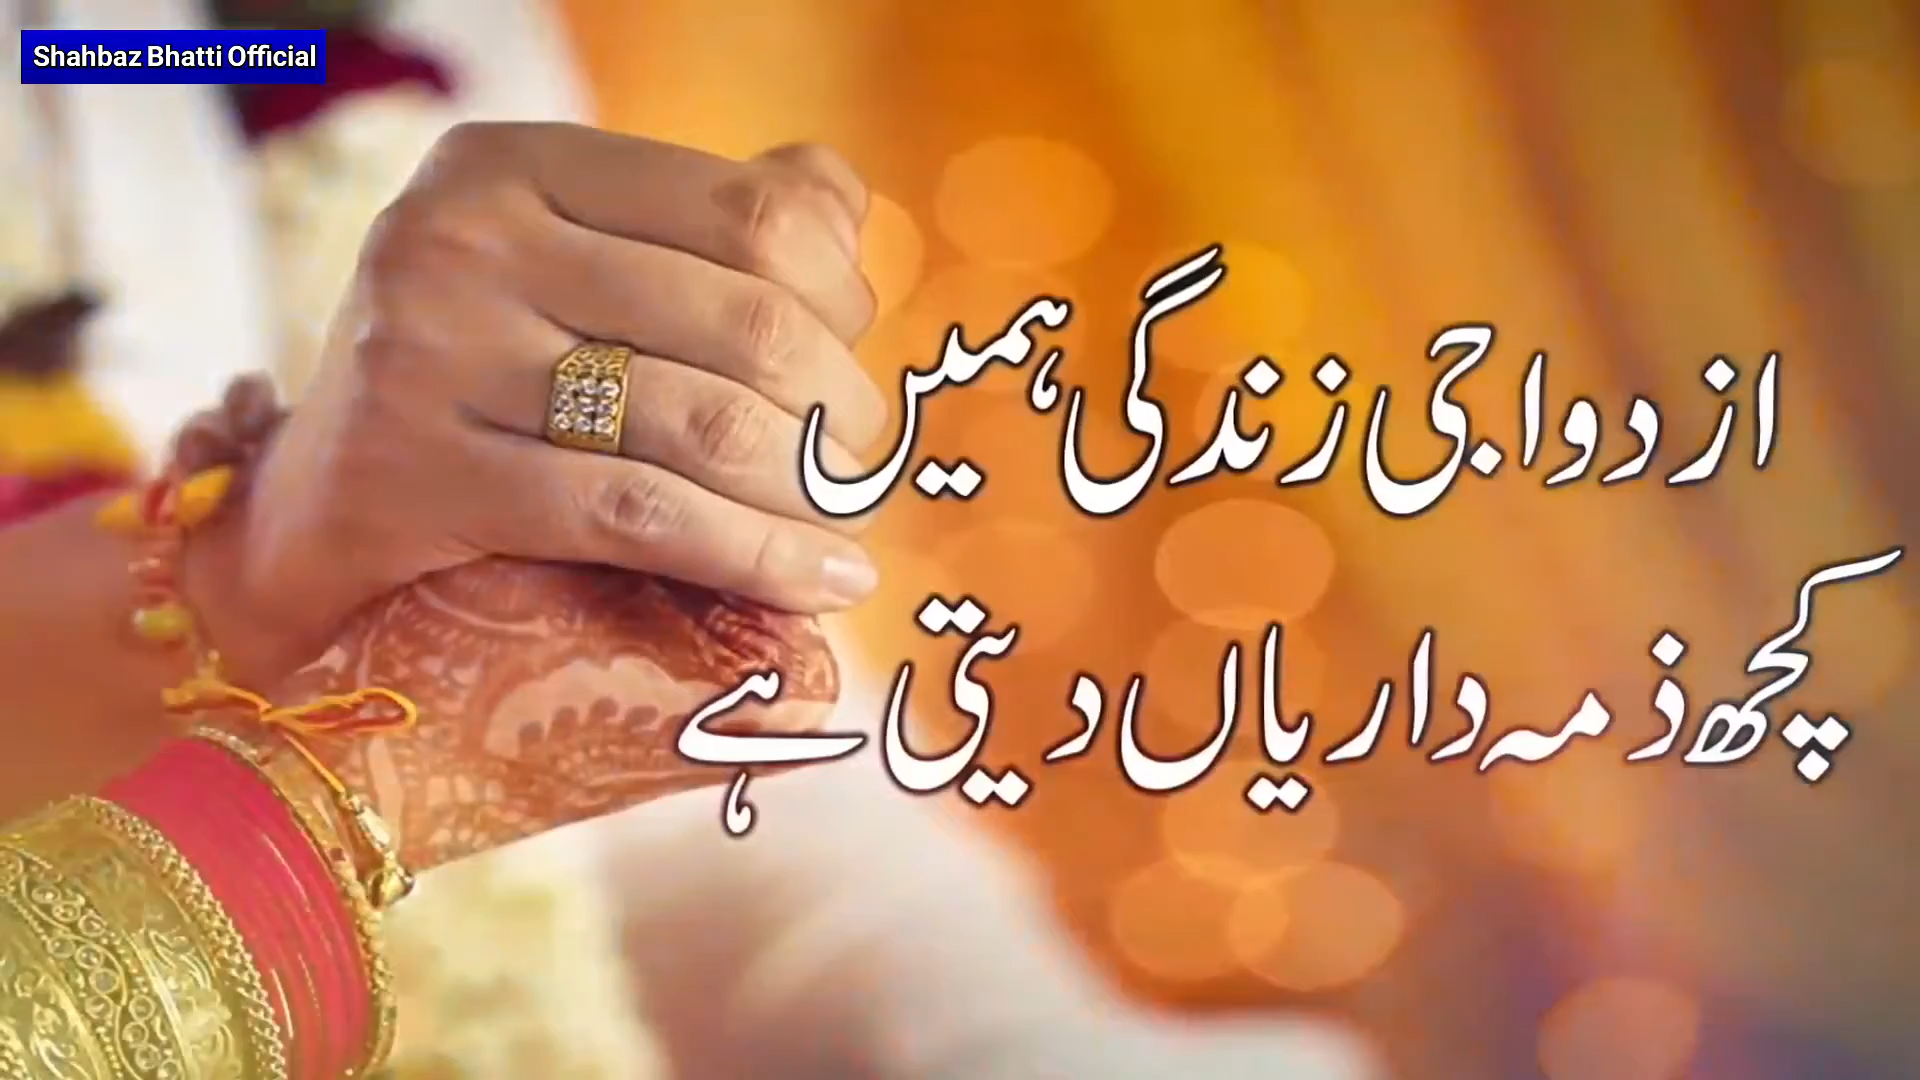 Shahbaz Bhatti Official
ازدواجی زندگی ہمیں
کچھ ذمہ داریاں دیتی ہے